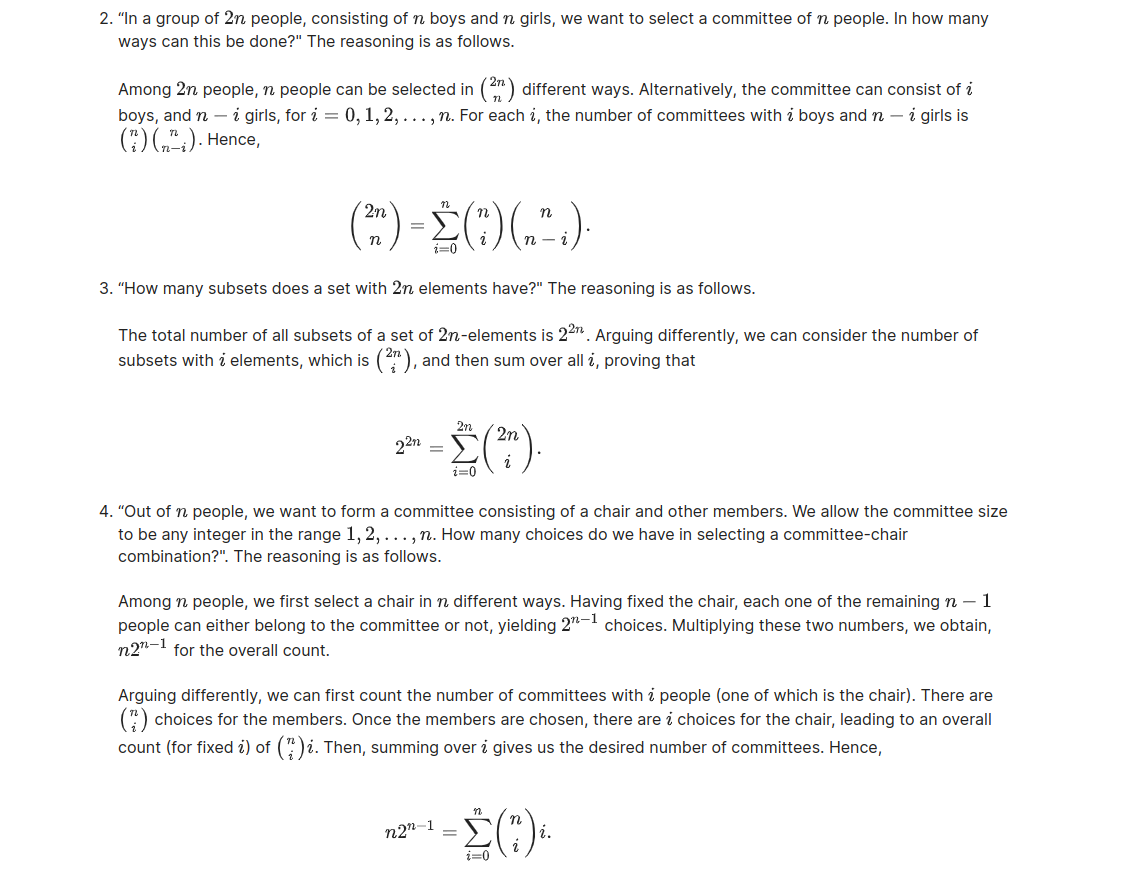 2. “In a group of 2n people, consisting of n boys and n girls, we want to select a committee of n people. In how many
ways can this be done?" The reasoning is as follows.
Among 2n people, n people can be selected in \binom{2n}{n} different ways. Alternatively, the committee can consist of i
boys, and n − i girls, for i = 0, 1, 2, . . . , n. For each i, the number of committees with i boys and n − i girls is
\binom{n}{i}\binom{n}{n-i}. Hence,
\binom{2n}{n} = \sum_{i=0}^{n} \binom{n}{i}\binom{n}{n-i}.
3. “How many subsets does a set with 2n elements have?" The reasoning is as follows.
The total number of all subsets of a set of 2n-elements is 2^{2n}. Arguing differently, we can consider the number of
subsets with i elements, which is \binom{2n}{i}, and then sum over all i, proving that
2^{2n} = \sum_{i=0}^{2n} \binom{2n}{i}.
4. “Out of n people, we want to form a committee consisting of a chair and other members. We allow the committee size
to be any integer in the range 1, 2, . . . , n. How many choices do we have in selecting a committee-chair
combination?". The reasoning is as follows.
Among n people, we first select a chair in n different ways. Having fixed the chair, each one of the remaining n − 1
people can either belong to the committee or not, yielding 2^{n−1} choices. Multiplying these two numbers, we obtain,
n2^{n−1} for the overall count.
Arguing differently, we can first count the number of committees with i people (one of which is the chair). There are
\binom{n}{i} choices for the members. Once the members are chosen, there are i choices for the chair, leading to an overall
count (for fixed i) of \binom{n}{i}i. Then, summing over i gives us the desired number of committees. Hence,
n2^{n−1} = \sum_{i=0}^{n} \binom{n}{i} i.